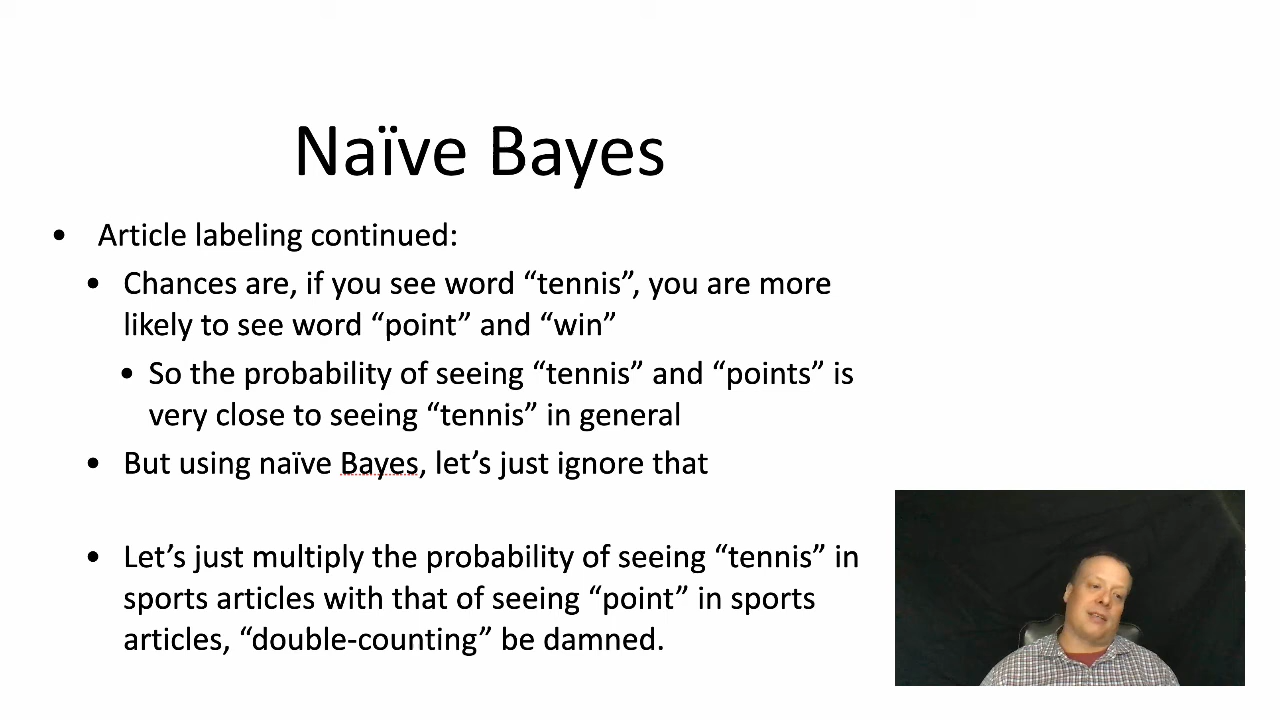 Naïve Bayes
• Article labeling continued:
• Chances are, if you see word “tennis”, you are more
likely to see word “point” and “win”
• So the probability of seeing “tennis” and “points” is
very close to seeing “tennis” in general
• But using naïve Bayes, let’s just ignore that
• Let’s just multiply the probability of seeing “tennis” in
sports articles with that of seeing “point” in sports
articles, “double-counting” be damned.